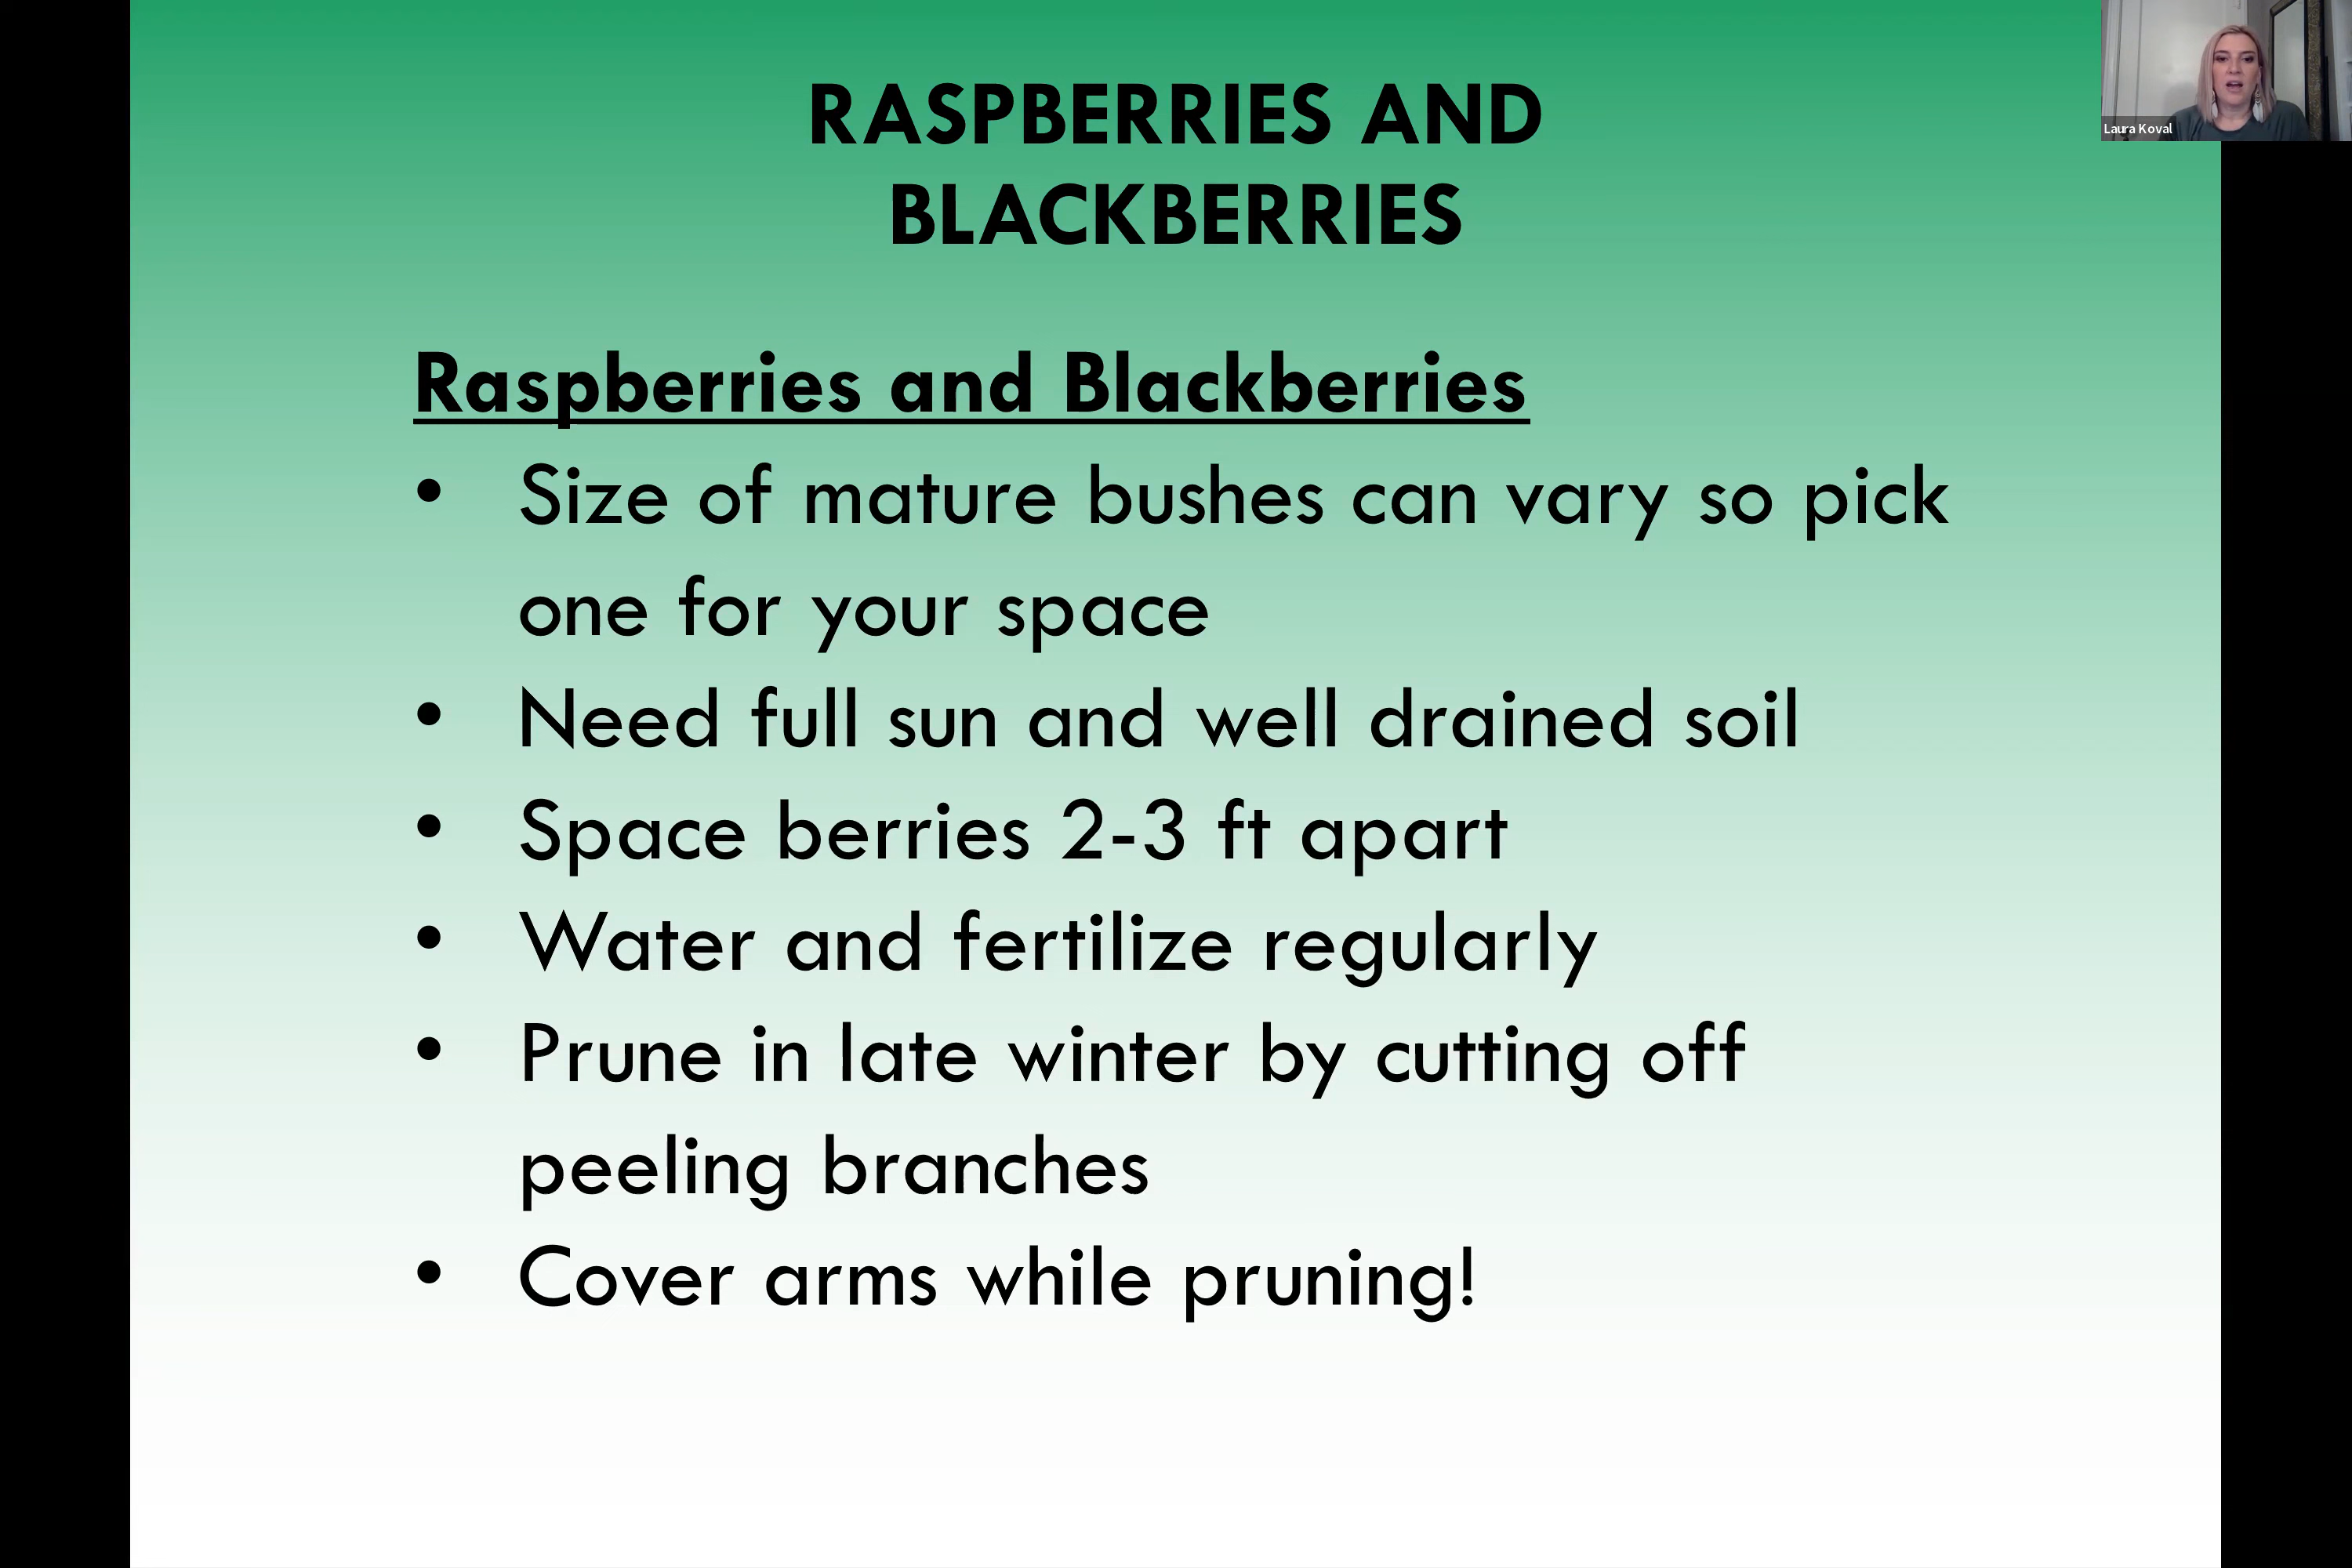 RASPBERRIES AND
BLACKBERRIES
Laura Koval
Raspberries and Blackberries
• Size of mature bushes can vary so pick
one for your space
• Need full sun and well drained soil
• Space berries 2-3 ft apart
• Water and fertilize regularly
• Prune in late winter by cutting off
peeling branches
• Cover arms while pruning!